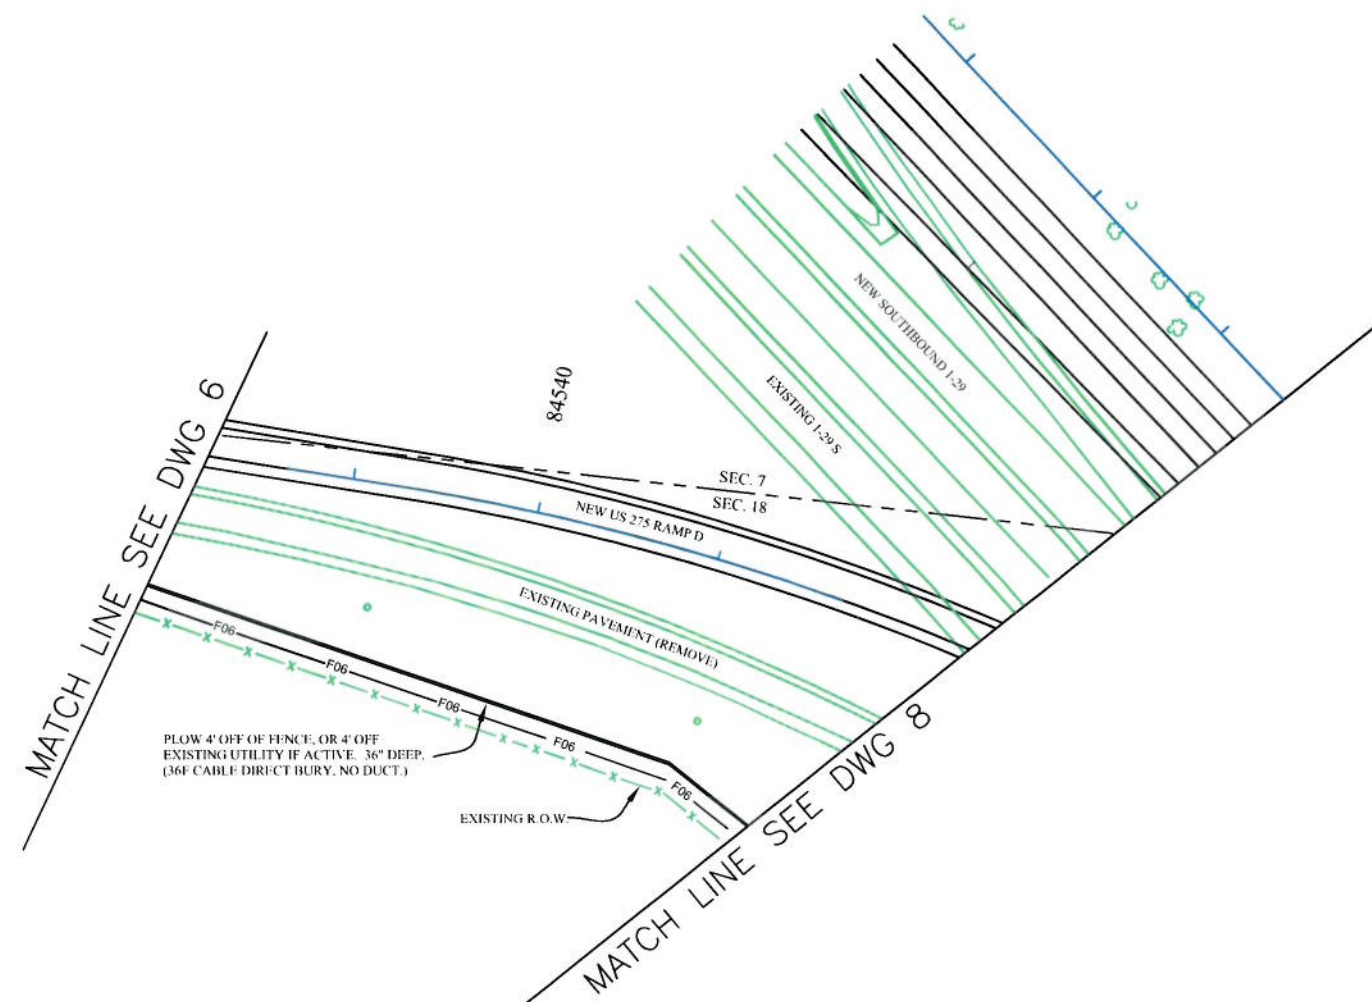 MATCH LINE SEE DWG 6
84540
NEW SOUTHBOUND 1-29
EXISTING 1-29 S
SEC. 7
SEC. 18
NEW US 275 RAMP D
EXISTING PAVEMENT (REMOVE)
F06
F06
F06
F06
F06
PLOW 4' OFF OF FENCE, OR 4' OFF
EXISTING UTILITY IF ACTIVE. 36" DEEP.
(36F CABLE DIRECT BURY. NO DUCT.)
EXISTING R.O.W.
MATCH LINE SEE DWG 8